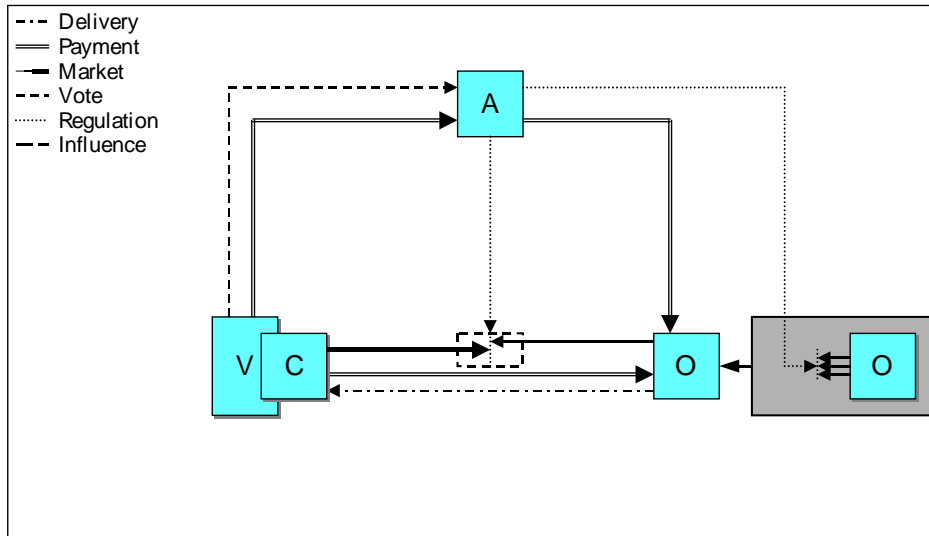 Delivery
Payment
Market
Vote
Regulation
Influence
A
V
C
O
O